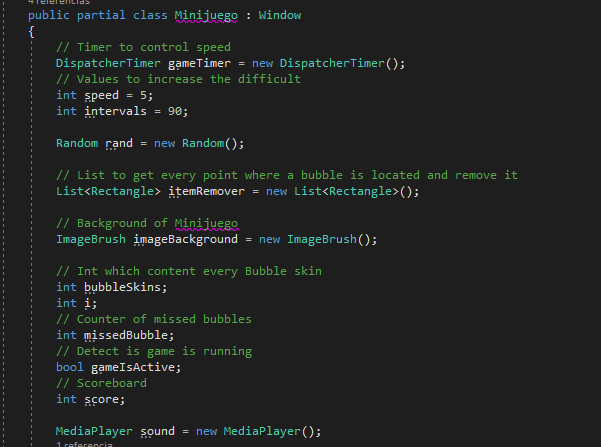 4 referencias
public partial class Minijuego : Window
{
// Timer to control speed
DispatcherTimer gameTimer = new DispatcherTimer();
// Values to increase the difficult
int speed = 5;
int intervals = 90;
Random rand = new Random();
// List to get every point where a bubble is located and remove it
List<Rectangle> itemRemover = new List<Rectangle>();
// Background of Minijuego
ImageBrush imageBackground = new ImageBrush();
// Int which content every Bubble skin
int bubbleSkins;
int i;
// Counter of missed bubbles
int missedBubble;
// Detect is game is running
bool gameIsActive;
// Scoreboard
int score;
MediaPlayer sound = new MediaPlayer();
1 referencia